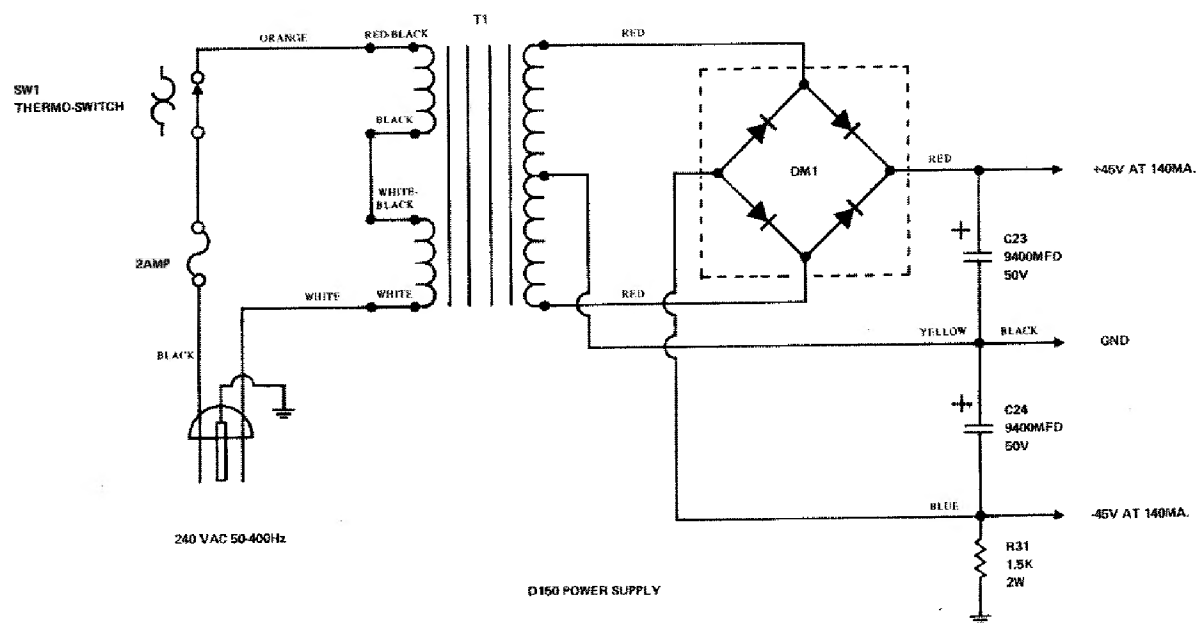 T1
ORANGE
RED-BLACK
RED
SW1
THERMO-SWITCH
BLACK
DM1
RED
+45V AT 140MA.
WHITE-
BLACK
C23
9400MFD
50V
2AMP
WHITE
WHITE
RED
YELLOW
BLACK
GND
BLACK
C24
9400MFD
50V
BLUE
-45V AT 140MA.
240 VAC 50-400Hz
R31
1.5K
2W
D150 POWER SUPPLY